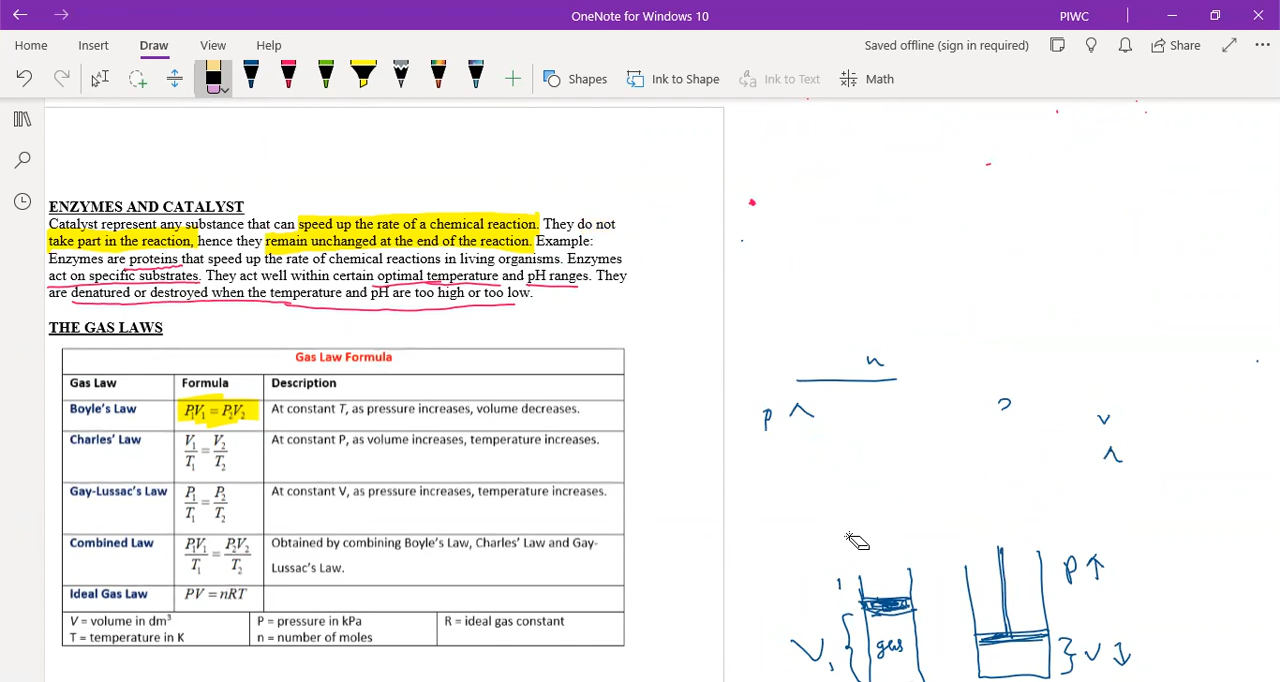 OneNote for Windows 10
PIWC
Home Insert Draw View Help
Saved offline (sign in required)
Share
Shapes
Ink to Shape
Ink to Text
Math
ENZYMES AND CATALYST
Catalyst represent any substance that can speed up the rate of a chemical reaction. They do not
take part in the reaction, hence they remain unchanged at the end of the reaction. Example:
Enzymes are proteins that speed up the rate of chemical reactions in living organisms. Enzymes
act on specific substrates. They act well within certain optimal temperature and pH ranges. They
are denatured or destroyed when the temperature and pH are too high or too low.
THE GAS LAWS
Gas Law Formula
Gas Law Formula Description
Boyle's Law P₁V₁ = P₂V₂ At constant T, as pressure increases, volume decreases.
Charles' Law V₁/T₁ = V₂/T₂ At constant P, as volume increases, temperature increases.
Gay-Lussac's Law P₁/T₁ = P₂/T₂ At constant V, as pressure increases, temperature increases.
Combined Law P₁V₁/T₁ = P₂V₂/T₂ Obtained by combining Boyle's Law, Charles' Law and Gay-
Lussac's Law.
Ideal Gas Law PV = nRT
V = volume in dm³ P = pressure in kPa R = ideal gas constant
T = temperature in K n = number of moles
n
P
v
P↑
V₁ { gas
} V ↓